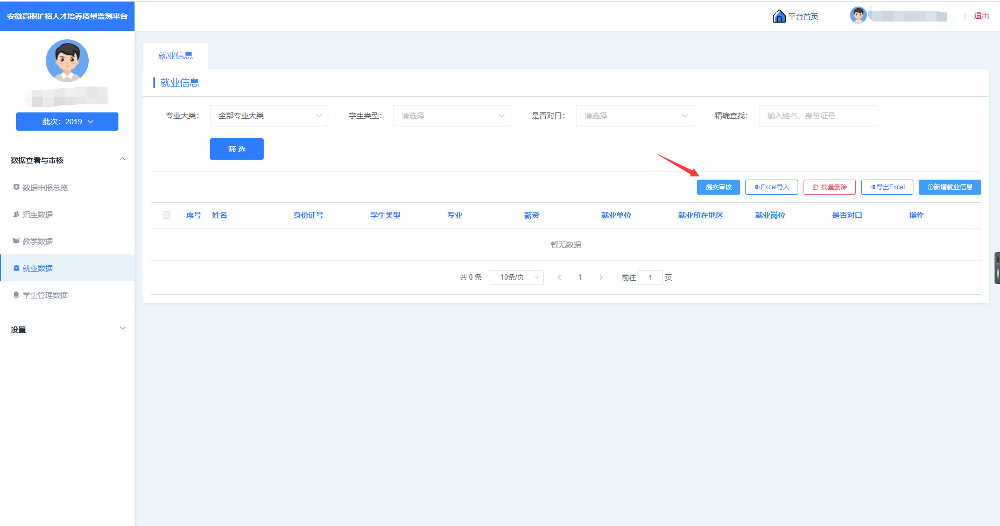 安徽高职扩招人才培养质量监测平台
平台首页
| 退出
批次：2019
数据查看与审核
数据申报总览
招生数据
教学数据
就业数据
学生管理数据
设置
就业信息
就业信息
专业大类： 全部专业大类 学生类型： 请选择 是否对口： 请选择 精确查找： 输入姓名、身份证号
筛 选
提交审核 Excel导入 批量删除 导出Excel 新增就业信息
序号 姓名 身份证号 学生类型 专业 薪资 就业单位 就业所在地区 就业岗位 是否对口 操作
暂无数据
共 0 条 10条/页 1 前往 1 页